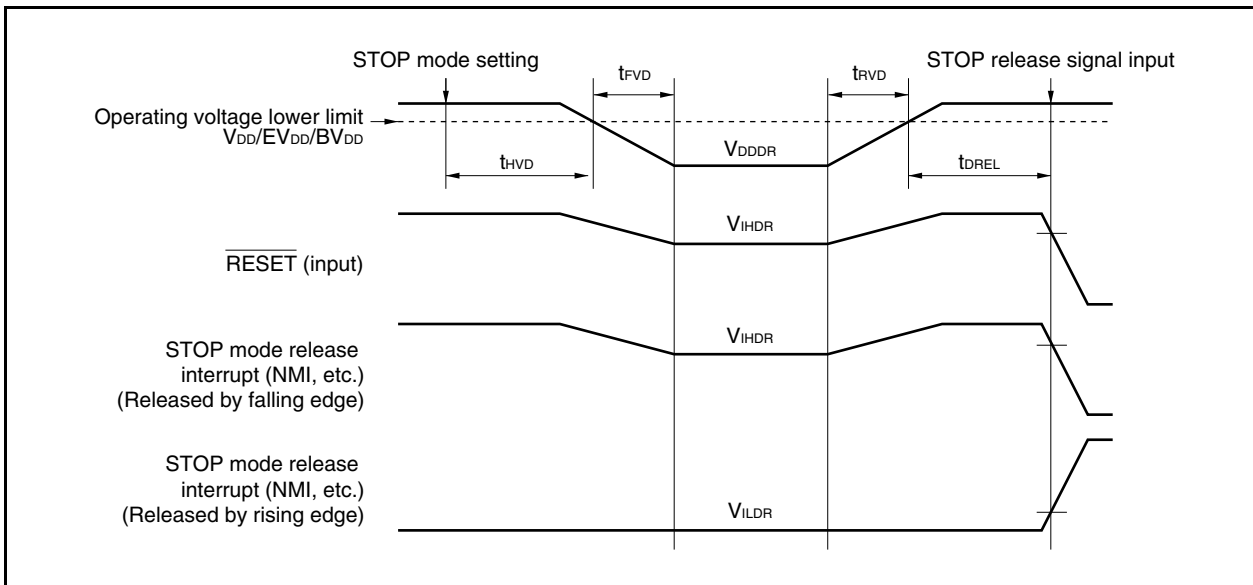 STOP mode setting
tFVD
tRVD
STOP release signal input
Operating voltage lower limit
VDD/EVDD/BVDD
VDDDR
tHVD
tDREL
VIHDR
RESET (input)
VIHDR
STOP mode release
interrupt (NMI, etc.)
(Released by falling edge)
STOP mode release
interrupt (NMI, etc.)
(Released by rising edge)
VILDR